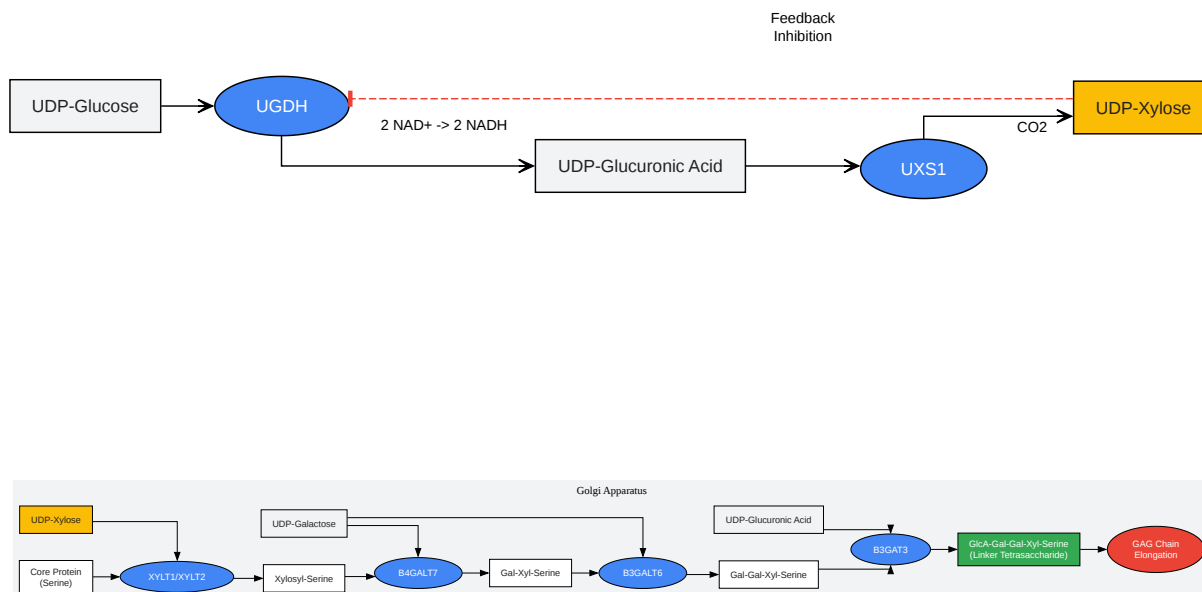 Feedback
Inhibition
UDP-Glucose
UGDH
UDP-Xylose
2 NAD+ -> 2 NADH
CO2
UDP-Glucuronic Acid
UXS1
Golgi Apparatus
UDP-Xylose
UDP-Galactose
UDP-Glucuronic Acid
B3GAT3
GlcA-Gal-Gal-Xyl-Serine
(Linker Tetrasaccharide)
GAG Chain
Elongation
Core Protein
(Serine)
XYLT1/XYLT2
Xylosyl-Serine
B4GALT7
Gal-Xyl-Serine
B3GALT6
Gal-Gal-Xyl-Serine